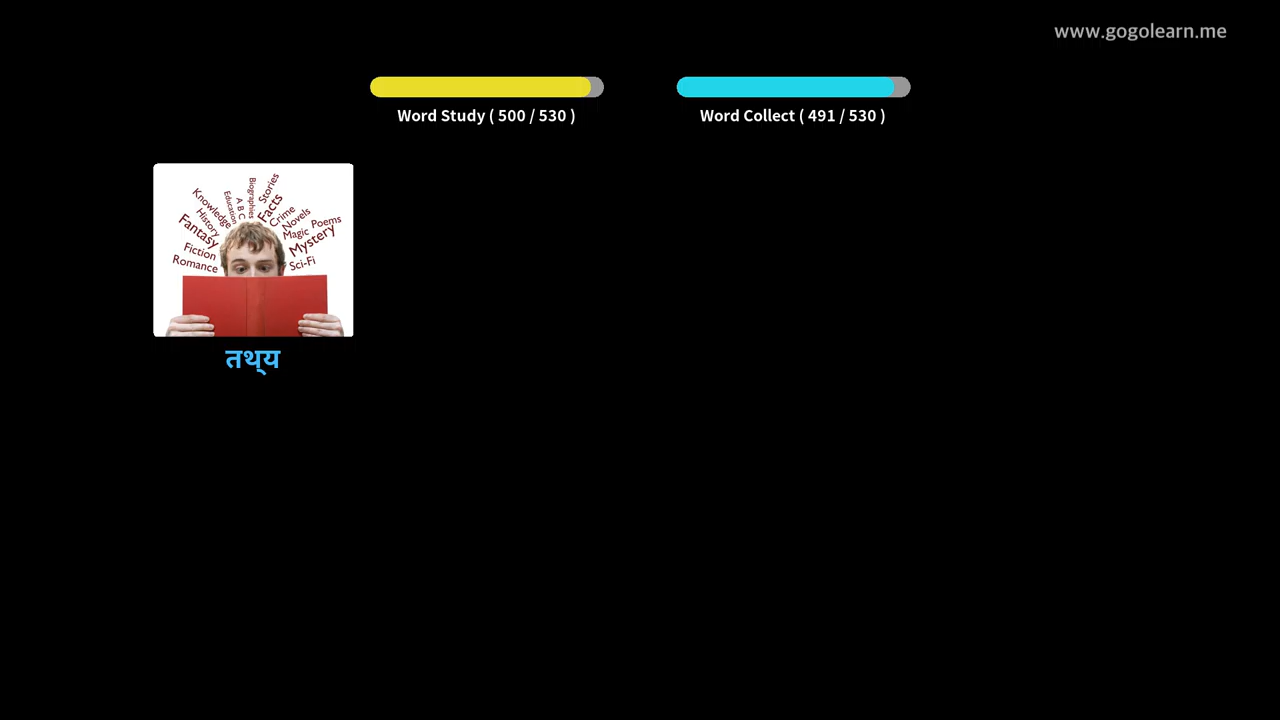 www.gogolearn.me
Word Study ( 500 / 530 )
Word Collect ( 491 / 530 )
Stories
Biographies
Facts
A B C
Education
Knowledge
Crime
History
Novels
Poems
Fantasy
Magic
Mystery
Fiction
Sci-Fi
Romance
तथ्य